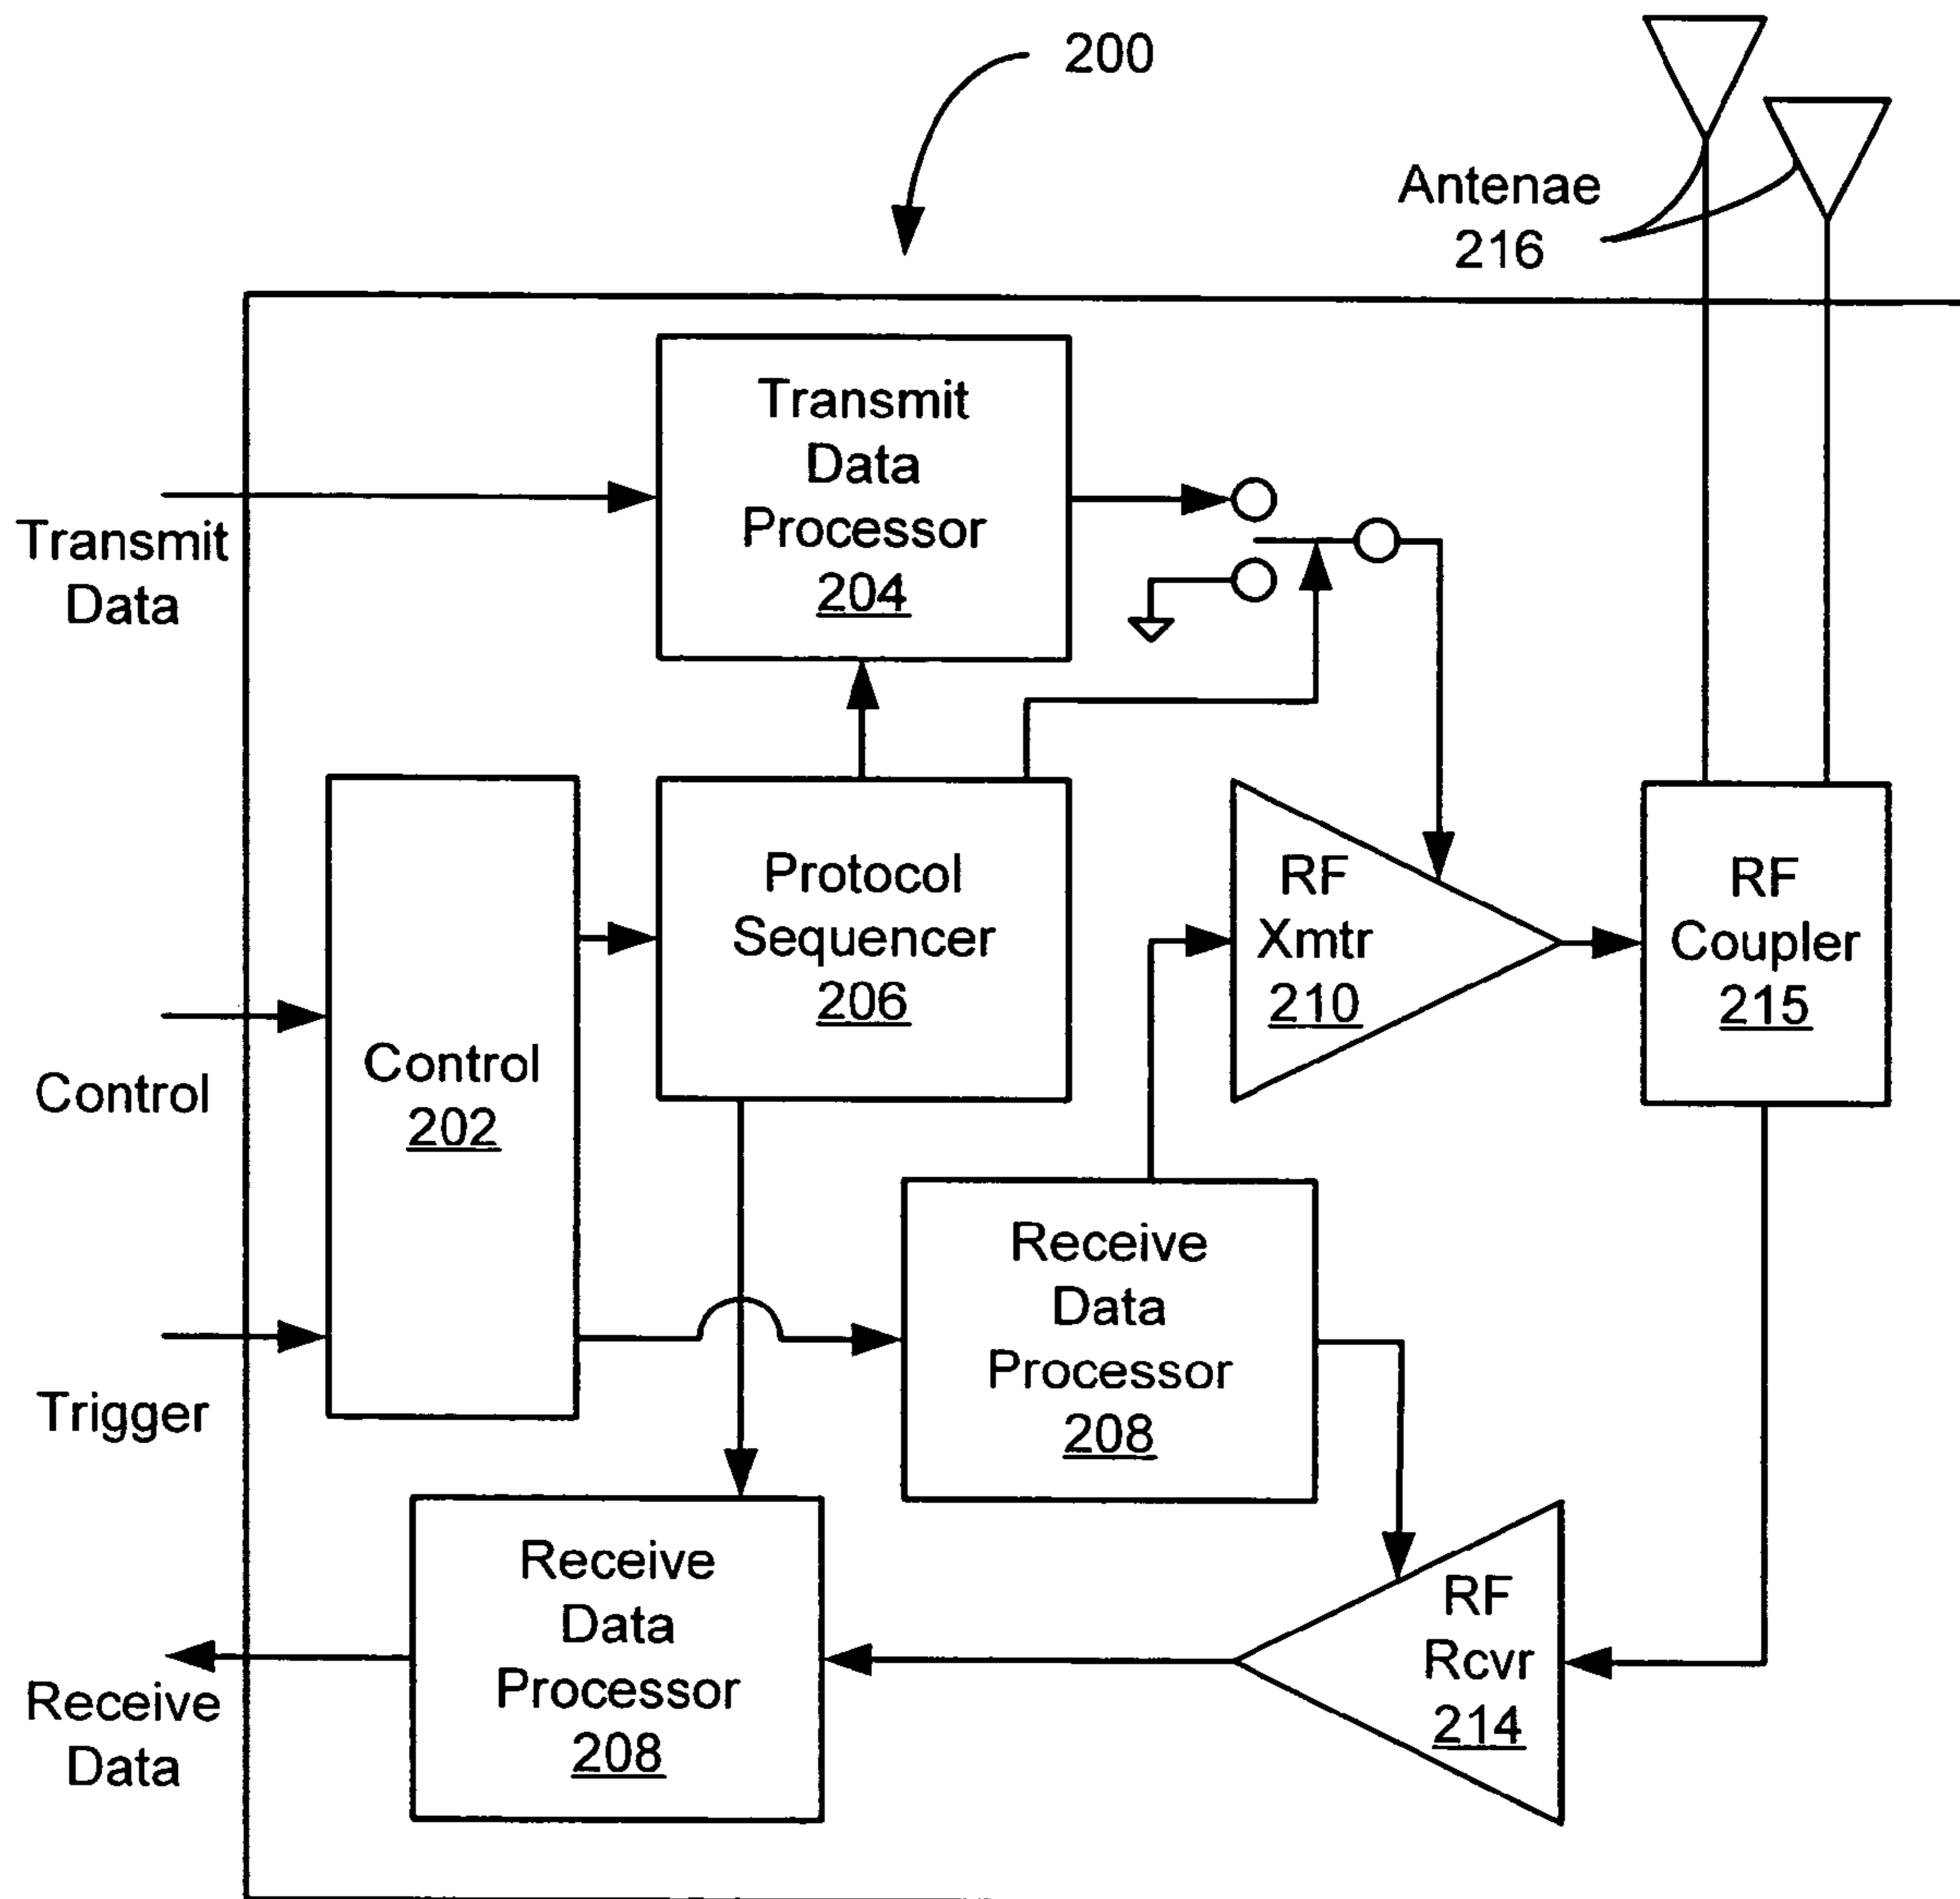 200
Antenae
216
Transmit
Data
Processor
204
Transmit
Data
Protocol
Sequencer
206
RF
Xmtr
210
RF
Coupler
215
Control
202
Control
Receive
Data
Processor
208
Trigger
Receive
Data
Processor
208
RF
Rcvr
214
Receive
Data